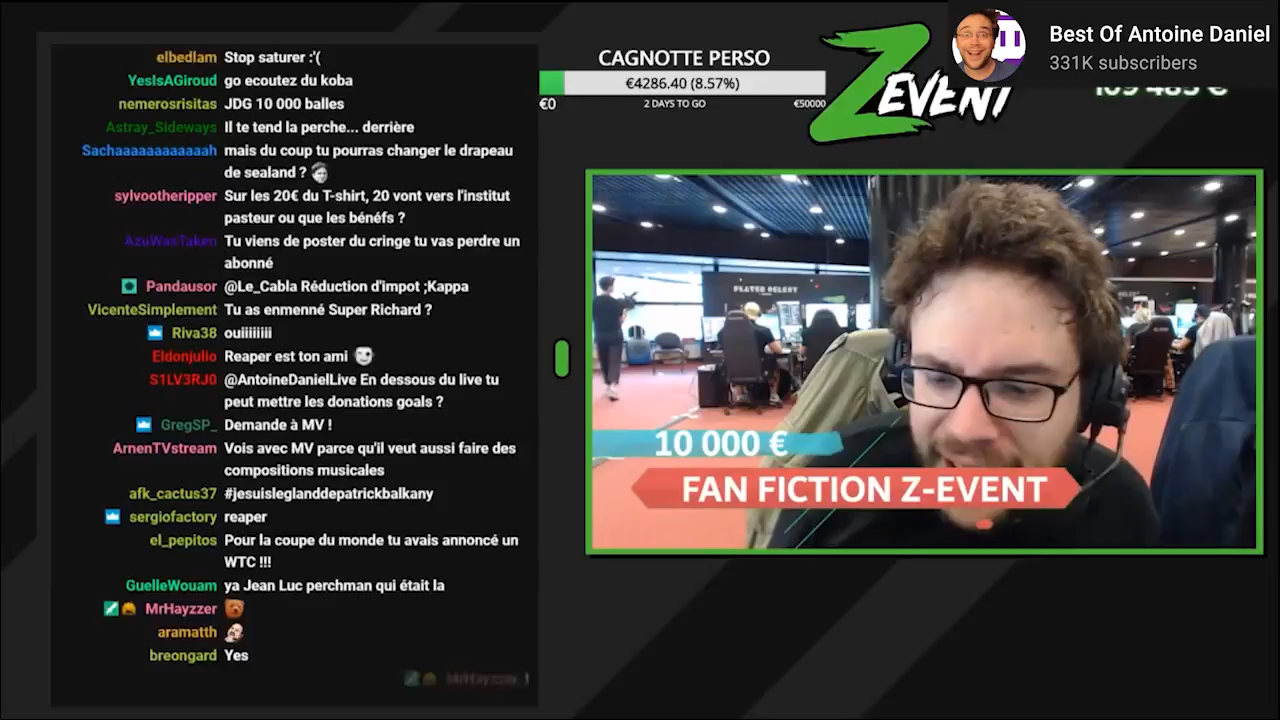 elbedlam Stop saturer :'(
YesIsAGiroud go ecoutez du koba
nemerosrisitas JDG 10 000 balles
Astray_Sideways Il te tend la perche... derrière
Sachaaaaaaaaaaaah mais du coup tu pourras changer le drapeau
de sealand ?
sylvootheripper Sur les 20€ du T-shirt, 20 vont vers l'institut
pasteur ou que les bénéfs ?
AzuWasTaken Tu viens de poster du cringe tu vas perdre un
abonné
Pandausor @Le_Cabla Réduction d'impot ;Kappa
VicenteSimplement Tu as emmené Super Richard ?
Riva38 ouiiiiiiii
Eldonjulio Reaper est ton ami
S1LV3RJ0 @AntoineDanielLive En dessous du live tu
peut mettre les donations goals ?
GregSP_ Demande à MV !
ArnenTVstream Vois avec MV parce qu'il veut aussi faire des
compositions musicales
afk_cactus37 #jesuisleglanddepatrickbalkany
sergiofactory reaper
el_pepitos Pour la coupe du monde tu avais annoncé un
WTC !!!
GuelleWouam ya Jean Luc perchman qui était la
MrHayzzer
aramatth
breongard Yes
MrHayzzer
CAGNOTTE PERSO
€4286.40 (8.57%)
€0 2 DAYS TO GO €50000
ZEVENT
Best Of Antoine Daniel
331K subscribers
109 485 €
PLAYER SELECT
10 000 €
FAN FICTION Z-EVENT